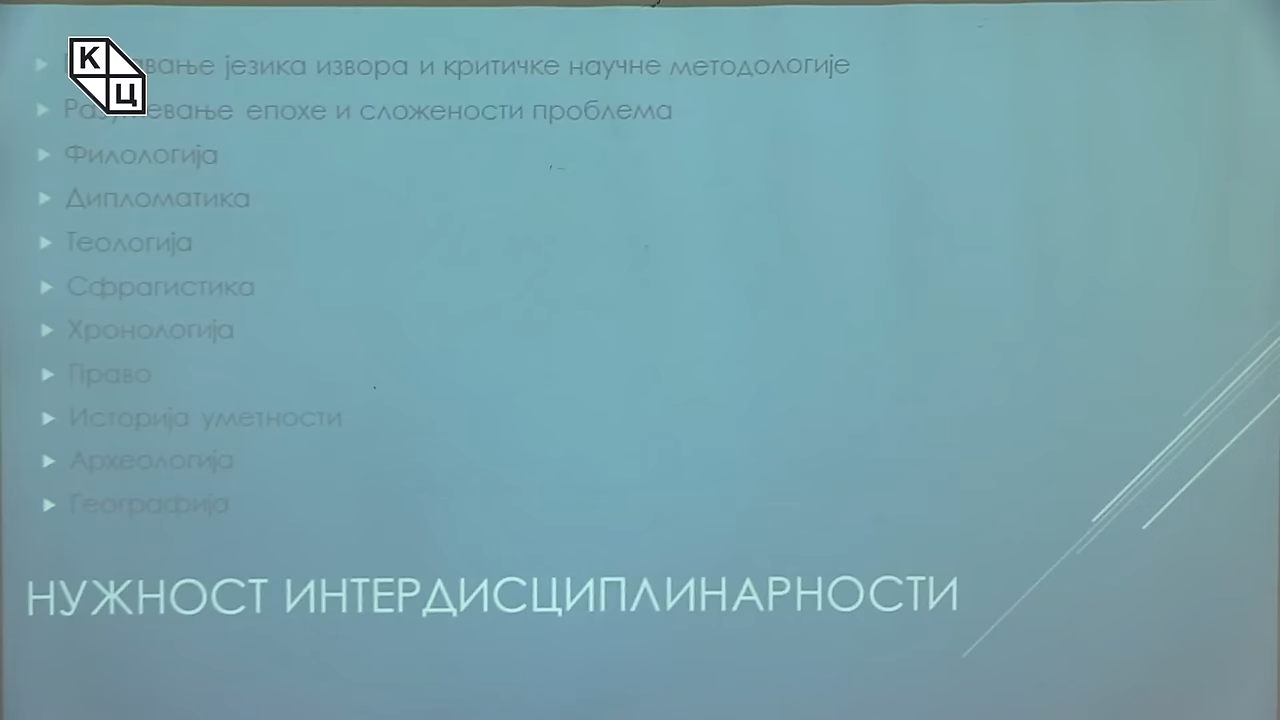 К
Ц
језика извора и критичке научне методологије
епохе и сложености проблема
Филологија
Дипломатика
Теологија
Сфрагистика
Хронологија
Право
Историја уметности
Археологија
Географија
НУЖНОСТ ИНТЕРДИСЦИПЛИНАРНОСТИ